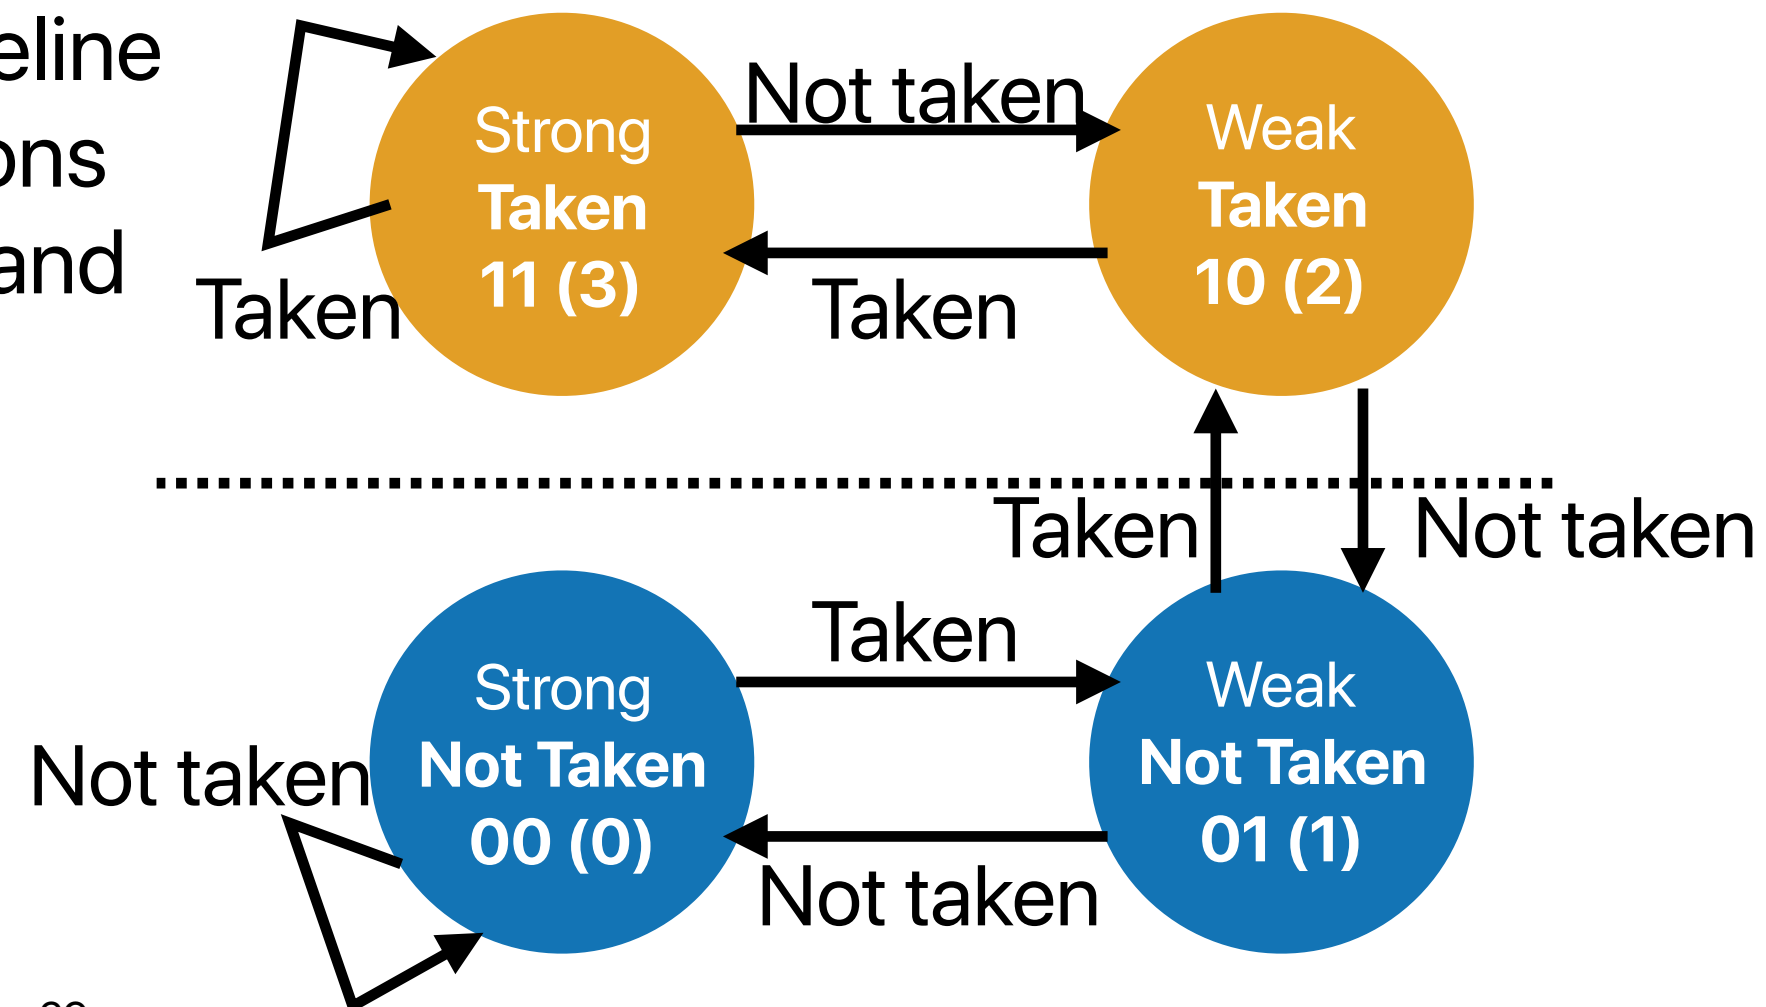 eline
ons
and
Strong
Taken
11 (3)
Not taken
Weak
Taken
10 (2)
Taken
Taken
Taken
Not taken
Strong
Not Taken
00 (0)
Taken
Weak
Not Taken
01 (1)
Not taken
Not taken